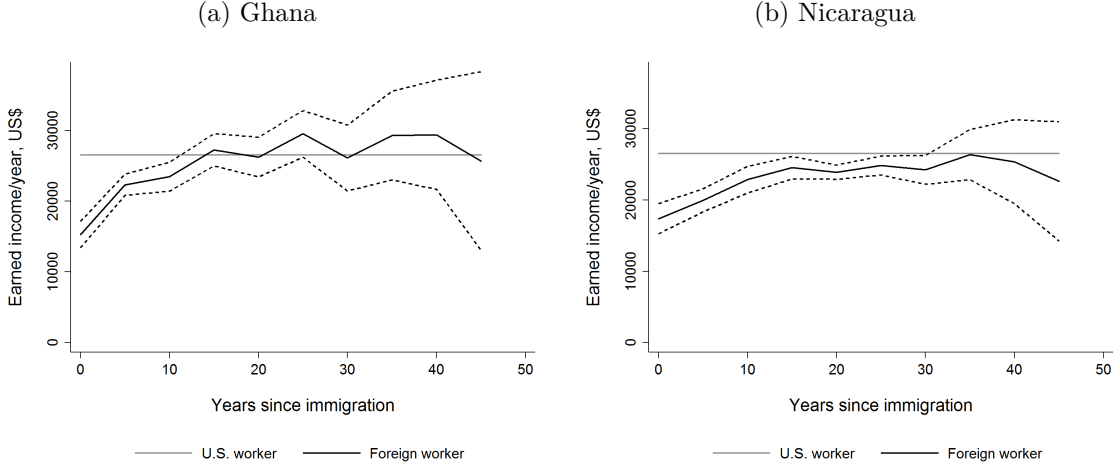 (a) Ghana
Earned income/year, US$
30000
20000
10000
0
0 10 20 30 40 50
Years since immigration
U.S. worker Foreign worker
(b) Nicaragua
Earned income/year, US$
30000
20000
10000
0
0 10 20 30 40 50
Years since immigration
U.S. worker Foreign worker